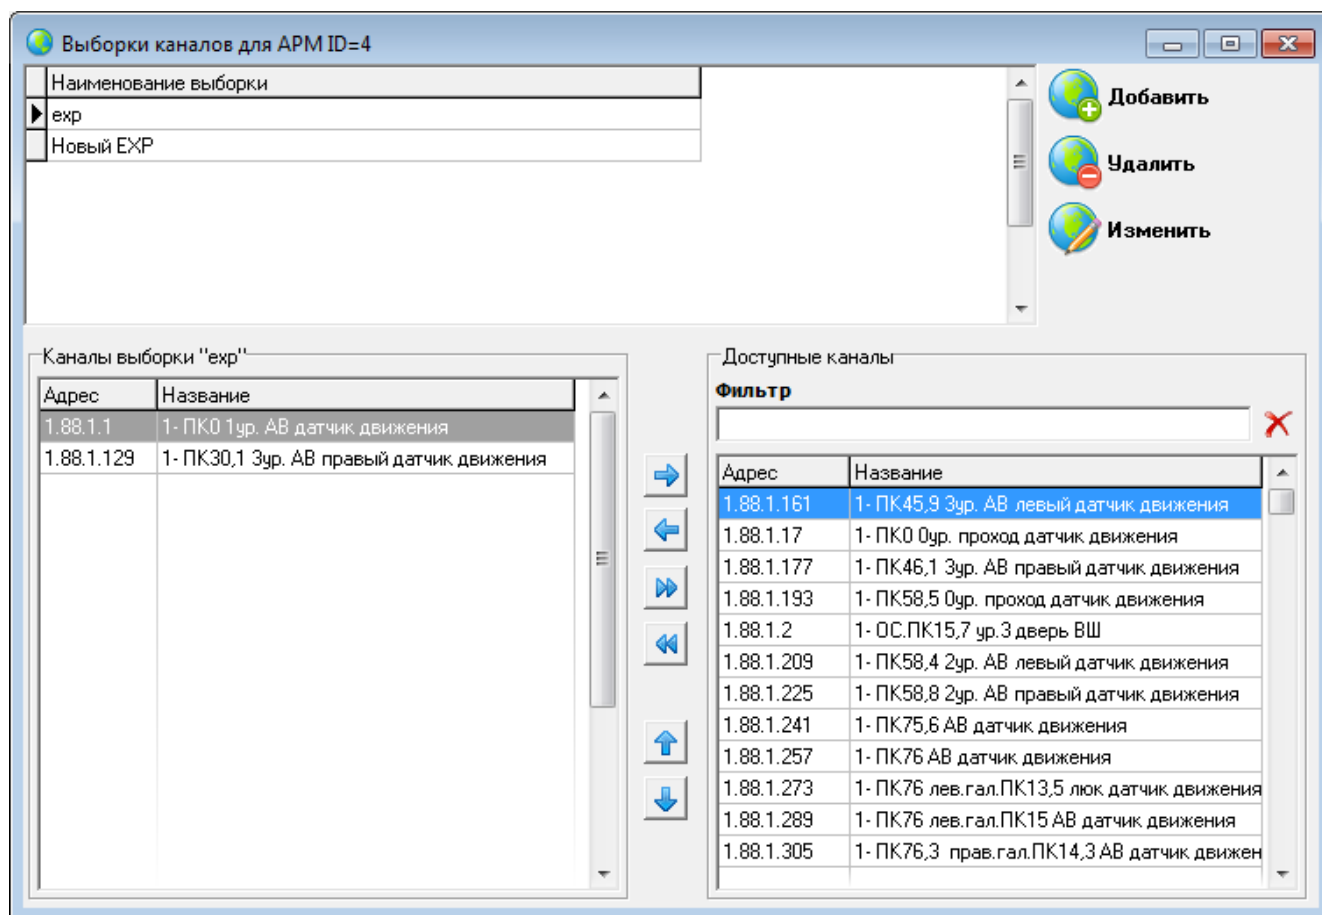 Выборки каналов для АРМ ID=4
Наименование выборки
exp
Новый EXP
Добавить
Удалить
Изменить
Каналы выборки "exp"
Адрес Название
1.88.1.1 1- ПК0 1ур. АВ датчик движения
1.88.1.129 1- ПК30,1 3ур. АВ правый датчик движения
Доступные каналы
Фильтр
Адрес Название
1.88.1.161 1- ПК45,9 3ур. АВ левый датчик движения
1.88.1.17 1- ПК0 0ур. проход датчик движения
1.88.1.177 1- ПК46,1 3ур. АВ правый датчик движения
1.88.1.193 1- ПК58,5 0ур. проход датчик движения
1.88.1.2 1- ОС.ПК15,7 ур.3 дверь ВШ
1.88.1.209 1- ПК58,4 2ур. АВ левый датчик движения
1.88.1.225 1- ПК58,8 2ур. АВ правый датчик движения
1.88.1.241 1- ПК75,6 АВ датчик движения
1.88.1.257 1- ПК76 АВ датчик движения
1.88.1.273 1- ПК76 лев.гал.ПК13,5 люк датчик движения
1.88.1.289 1- ПК76 лев.гал.ПК15 АВ датчик движения
1.88.1.305 1- ПК76,3 прав.гал.ПК14,3 АВ датчик движен